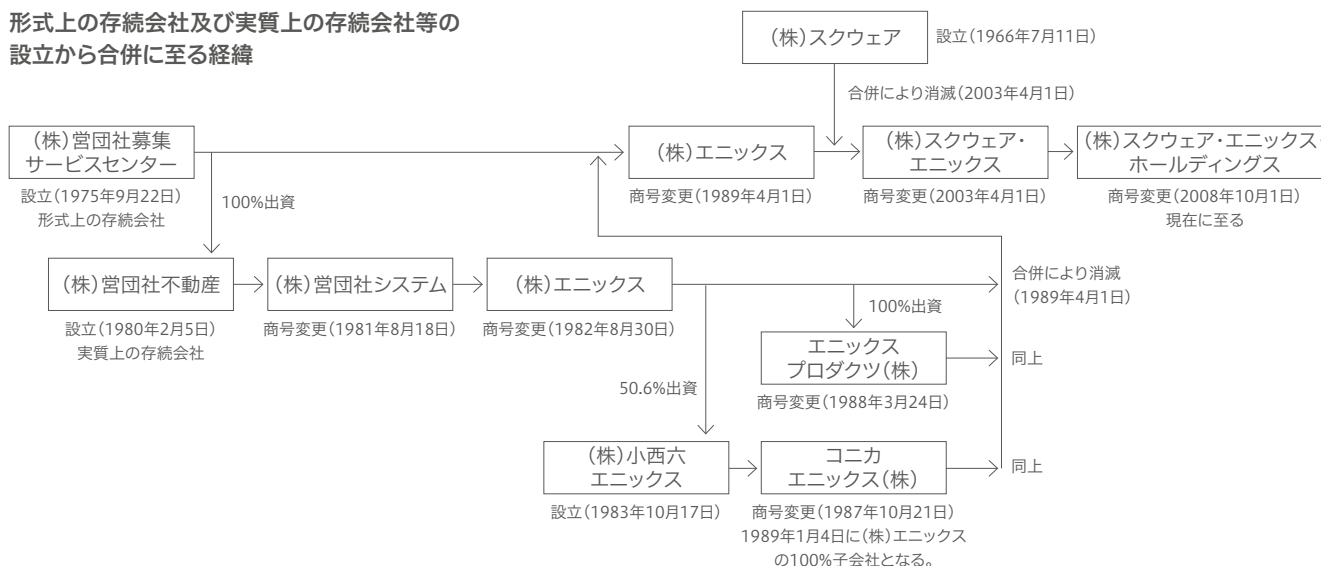 形式上の存続会社及び実質上の存続会社等の
設立から合併に至る経緯
(株)スクウェア
設立(1966年7月11日)
合併により消滅(2003年4月1日)
(株)営団社募集
サービスセンター
設立(1975年9月22日)
形式上の存続会社
100%出資
(株)エニックス
商号変更(1989年4月1日)
(株)スクウェア・
エニックス
商号変更(2003年4月1日)
(株)スクウェア・エニックス・
ホールディングス
商号変更(2008年10月1日)
現在に至る
(株)営団社不動産
設立(1980年2月5日)
実質上の存続会社
(株)営団社システム
商号変更(1981年8月18日)
(株)エニックス
商号変更(1982年8月30日)
合併により消滅
(1989年4月1日)
100%出資
エニックス
プロダクツ(株)
商号変更(1988年3月24日)
同上
50.6%出資
(株)小西六
エニックス
設立(1983年10月17日)
コニカ
エニックス(株)
商号変更(1987年10月21日)
1989年1月4日に(株)エニックス
の100%子会社となる。
同上